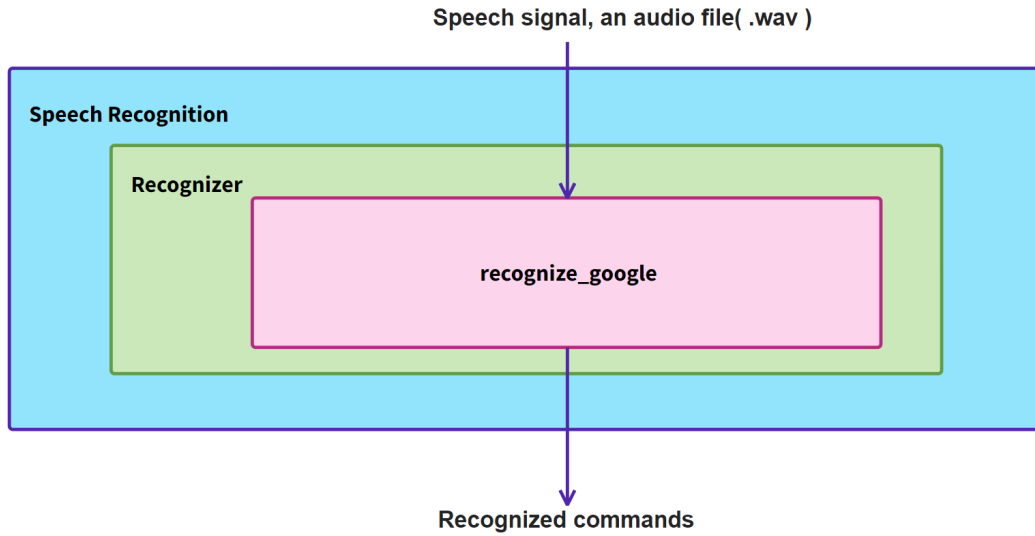 Speech signal, an audio file( .wav )
Speech Recognition
Recognizer
recognize_google
Recognized commands